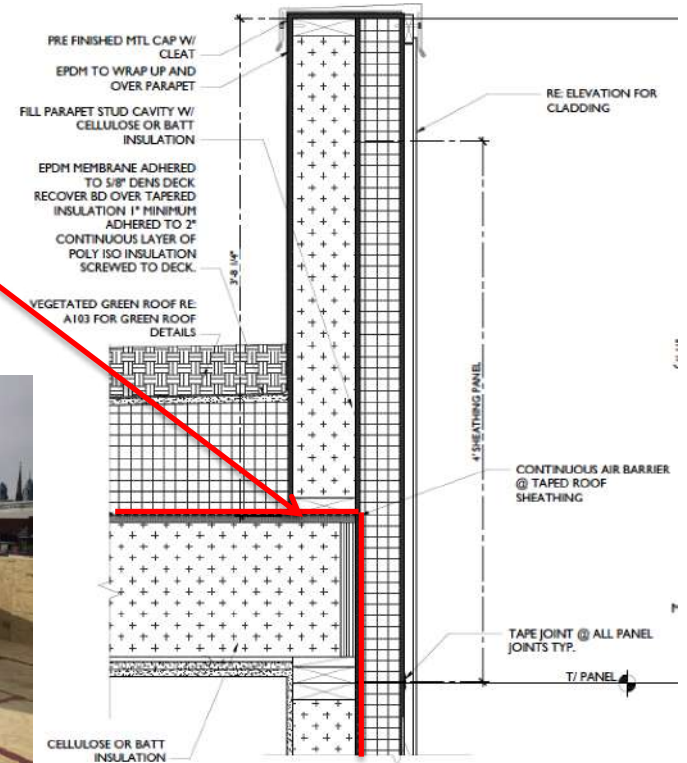 PRE FINISHED MTL CAP W/
CLEAT
EPDM TO WRAP UP AND
OVER PARAPET
FILL PARAPET STUD CAVITY W/
CELLULOSE OR BATT
INSULATION
EPDM MEMBRANE ADHERED
TO 5/8" DENS DECK
RECOVER BD OVER TAPERED
INSULATION 1" MINIMUM
ADHERED TO 2"
CONTINUOUS LAYER OF
POLY ISO INSULATION
SCREWED TO DECK.
3'-8 1/4"
VEGETATED GREEN ROOF RE:
A103 FOR GREEN ROOF
DETAILS
CELLULOSE OR BATT
INSULATION
RE: ELEVATION FOR
CLADDING
4' SHEATHING PANEL
CONTINUOUS AIR BARRIER
@ TAPED ROOF
SHEATHING
TAPE JOINT @ ALL PANEL
JOINTS TYP.
T/ PANEL